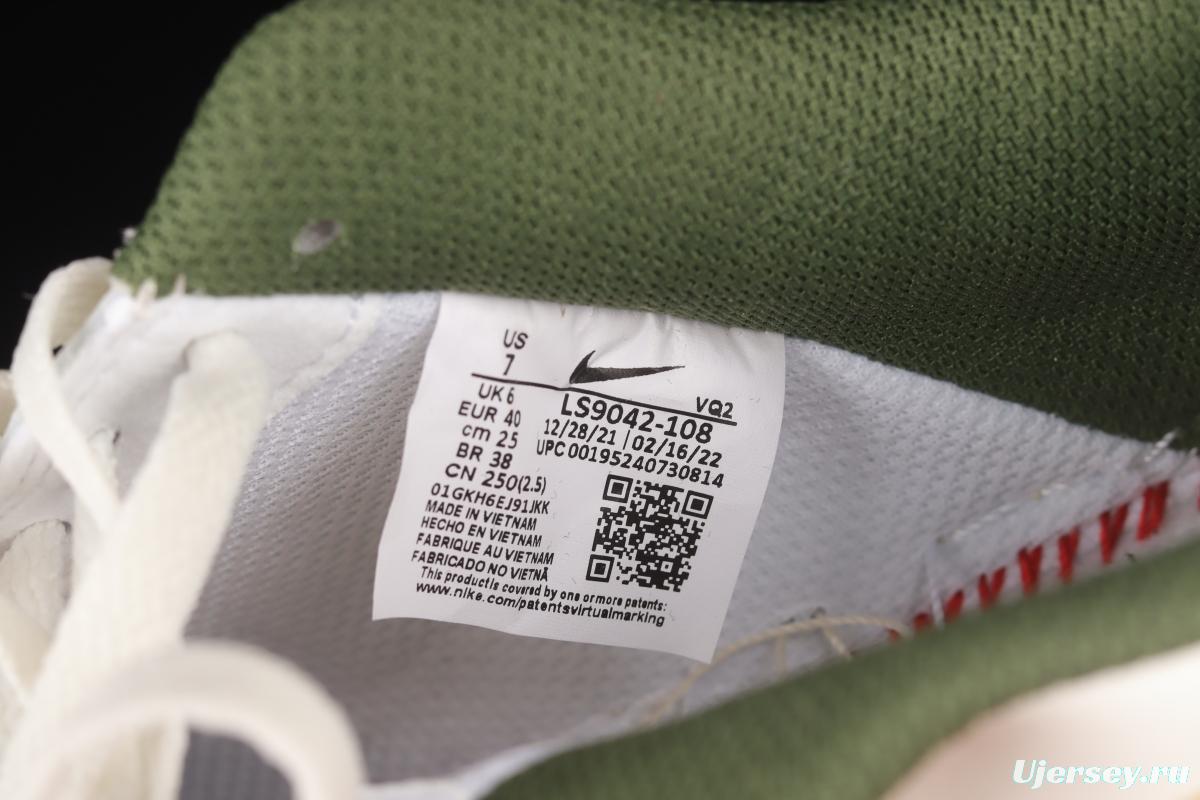 US
7
VQ2
UK 6
EUR 40
cm 25
BR 38
CN 250(2.5)
LS9042-108
12/28/21 | 02/16/22
UPC 00195240730814
01GKH6EJ91JKK
MADE IN VIETNAM
HECHO EN VIETNAM
FABRIQUE AU VIETNAM
FABRICADO NO VIETNÃ
This product is covered by one or more patents:
www.nike.com/patentsvirtualmarking
Ujersey.ru